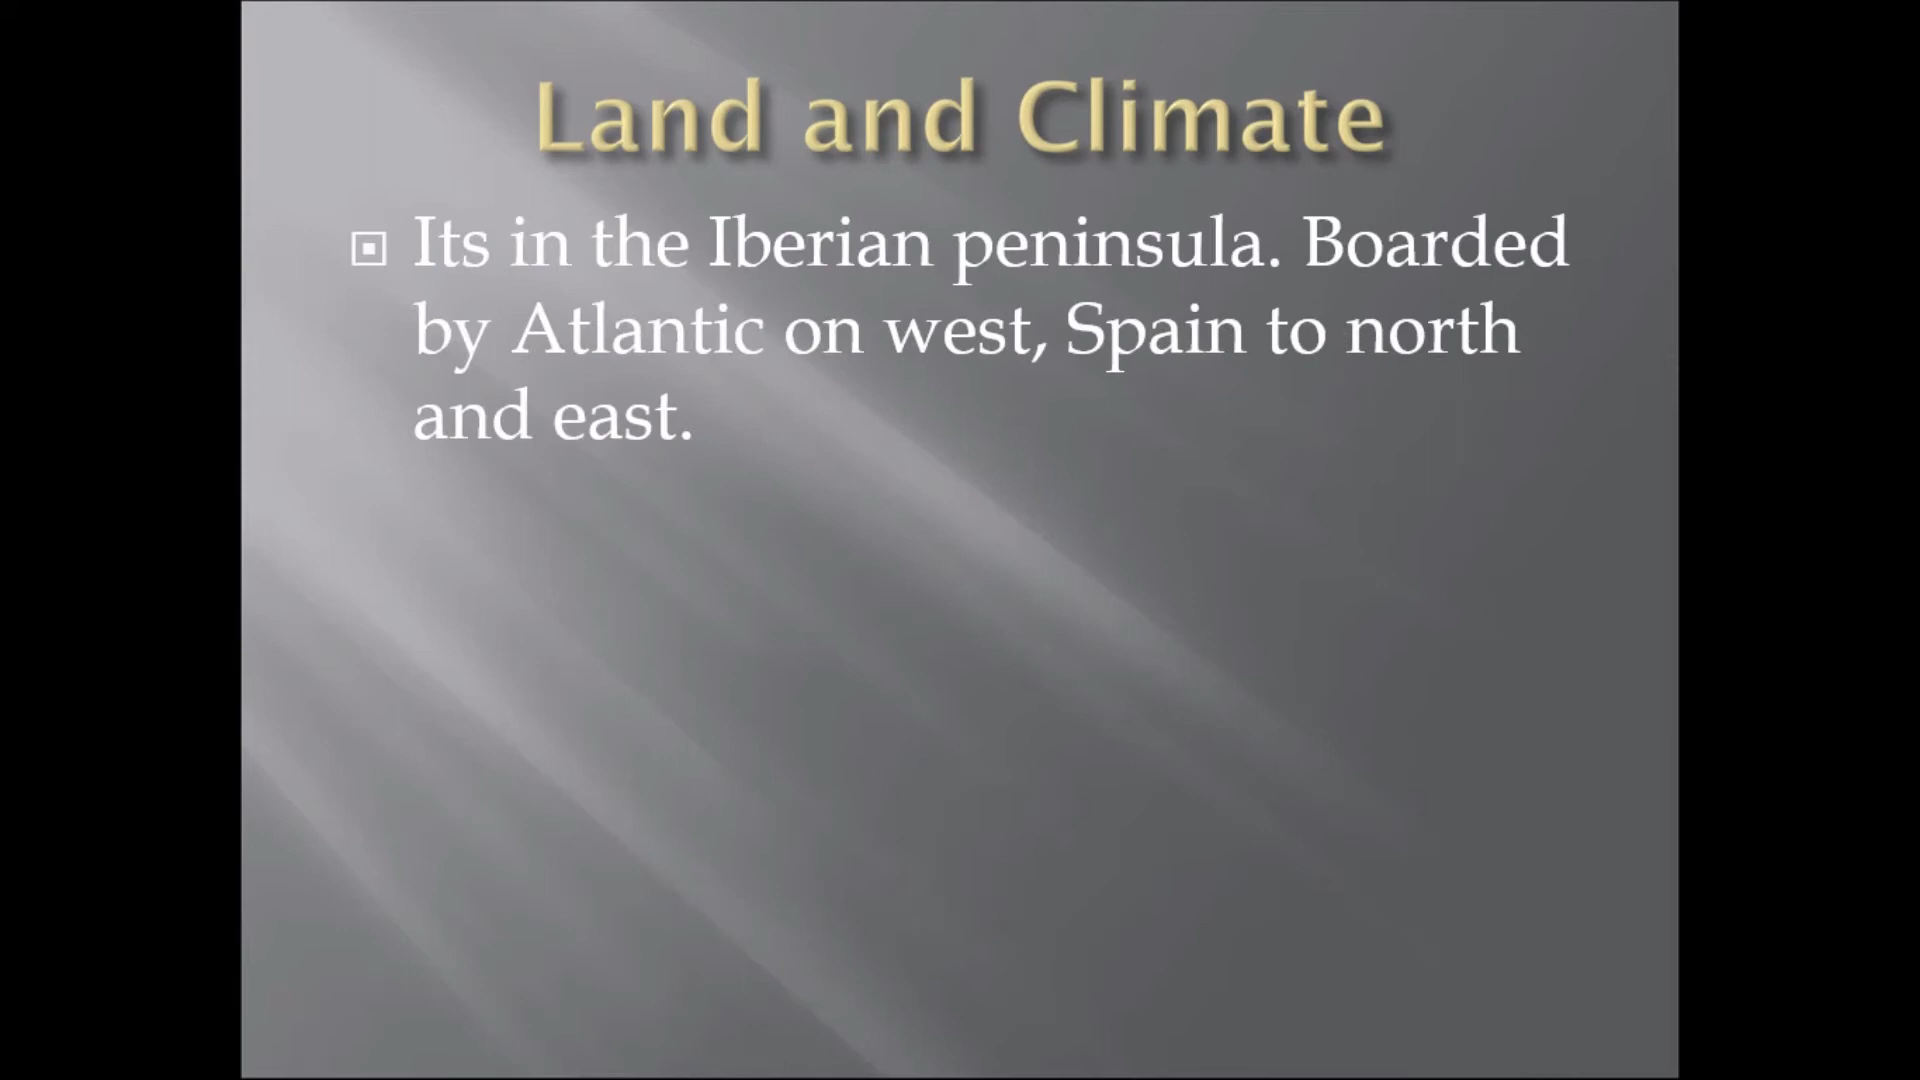 Land and Climate
Its in the Iberian peninsula. Boarded
by Atlantic on west, Spain to north
and east.